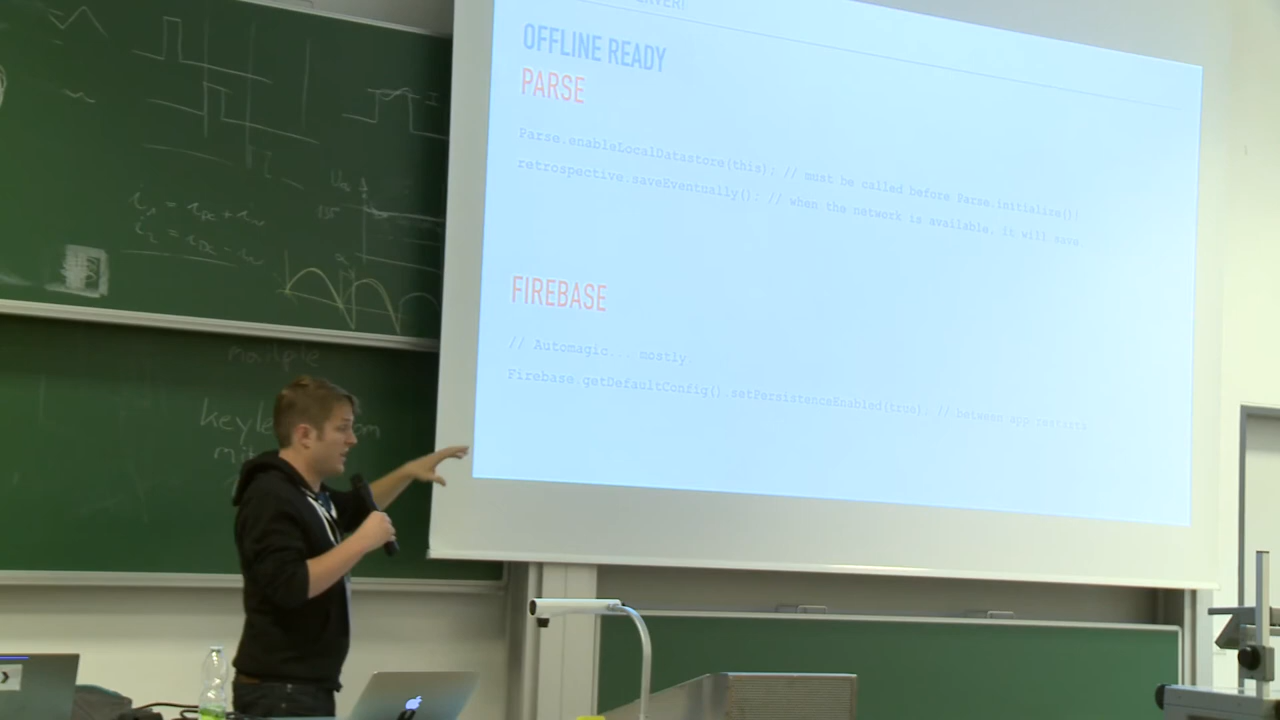 OFFLINE READY
PARSE
Parse.enableLocalDatastore(this); // must be called before Parse.initialize()!
retrospective.saveEventually(); // when the network is available, it will save
FIREBASE
// Automagic... mostly.
Firebase.getDefaultConfig().setPersistenceEnabled(true); // between app restarts